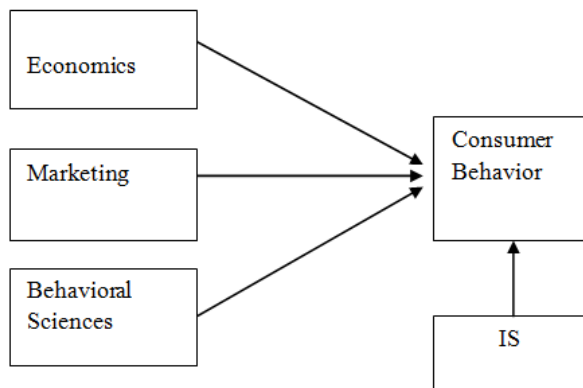 Economics
Consumer
Behavior
Marketing
Behavioral
Sciences
IS